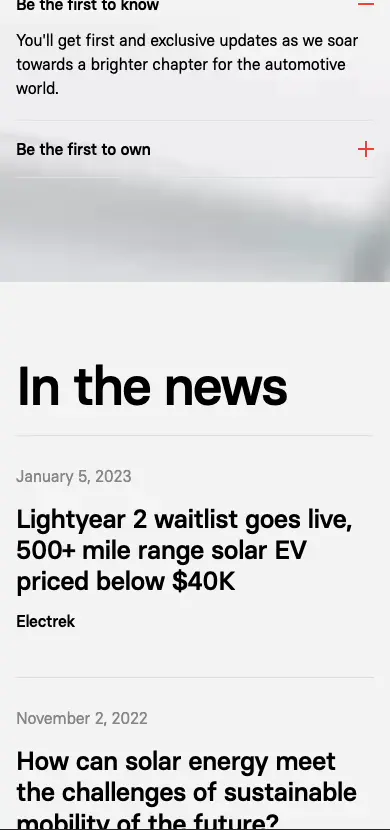 Be the first to know
You'll get first and exclusive updates as we soar
towards a brighter chapter for the automotive
world.
Be the first to own
In the news
January 5, 2023
Lightyear 2 waitlist goes live,
500+ mile range solar EV
priced below $40K
Electrek
November 2, 2022
How can solar energy meet
the challenges of sustainable
mobility of the future?